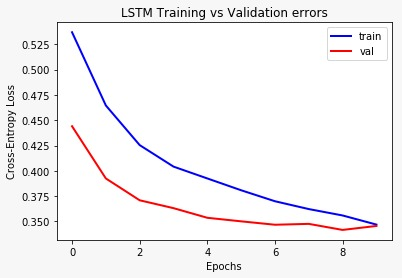 LSTM Training vs Validation errors
train
val
0.525
0.500
0.475
0.450
0.425
0.400
0.375
0.350
Cross-Entropy Loss
0 2 4 6 8
Epochs